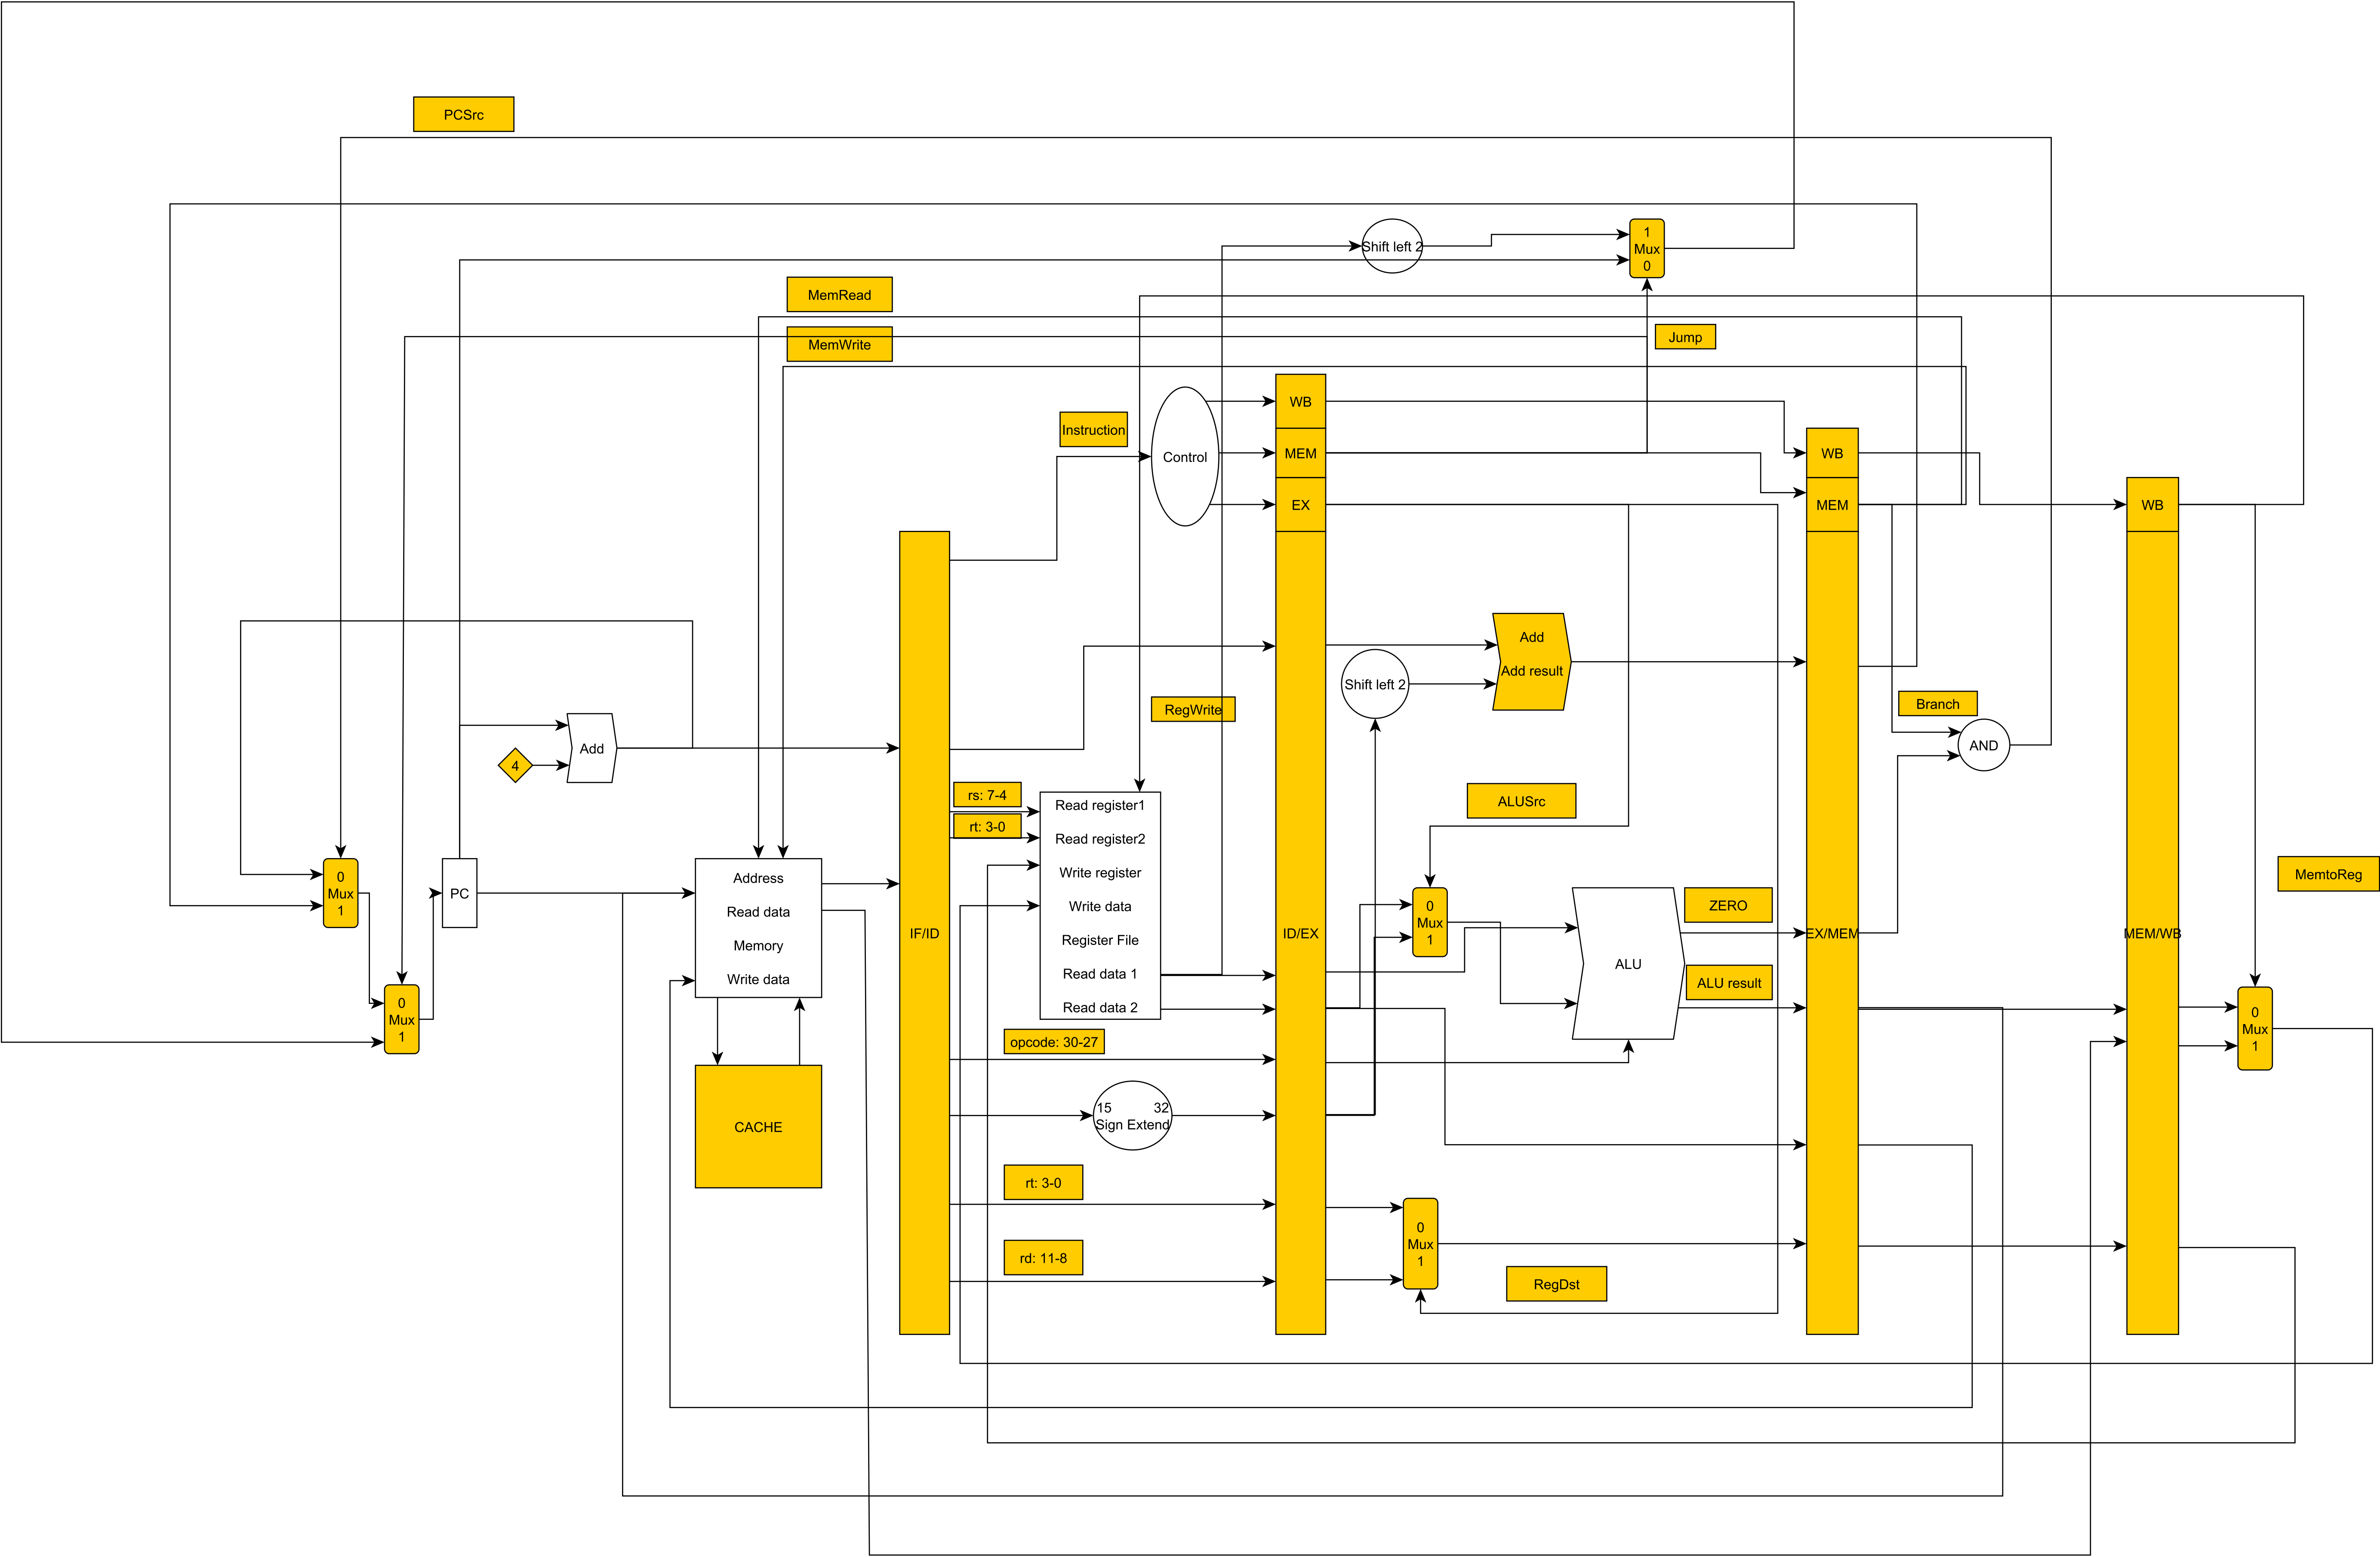 PCSrc
Shift left 2
1
Mux
0
MemRead
MemWrite
Jump
WB
Instruction
Control
MEM
WB
EX
MEM
WB
Add
Add result
Shift left 2
RegWrite
Branch
Add
AND
4
rs: 7-4
rt: 3-0
ALUSrc
Read register1
Read register2
Write register
Write data
Register File
Read data 1
Read data 2
0
Mux
1
PC
Address
Read data
Memory
Write data
MemtoReg
0
Mux
1
ZERO
IF/ID
ID/EX
ALU
EX/MEM
MEM/WB
ALU result
0
Mux
1
0
Mux
1
opcode: 30-27
CACHE
15 32
Sign Extend
rt: 3-0
0
Mux
1
rd: 11-8
RegDst